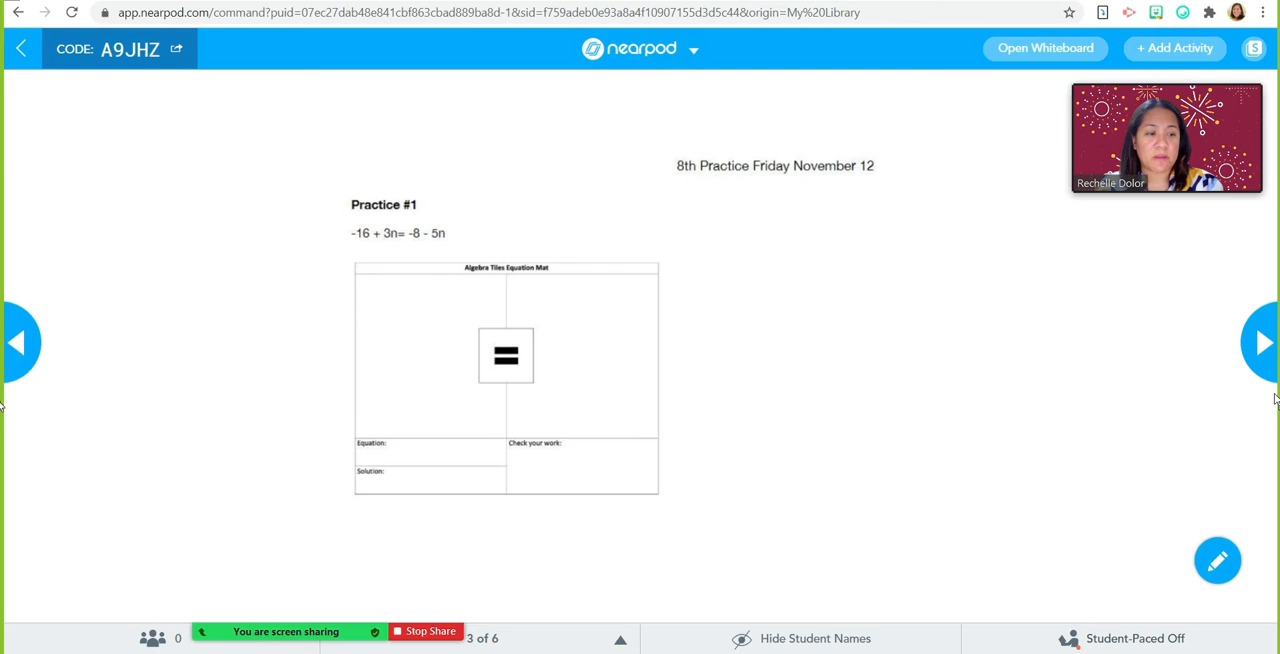 app.nearpod.com/command?puid=07ec27dab48e841cbf863cbad889ba8d-1&sid=f759adeb0e93a8a4f10907155d3d5c44&origin=My%20Library
CODE: A9JHZ
nearpod
Open Whiteboard
+ Add Activity
S
Rechelle Dolor
8th Practice Friday November 12
Practice #1
-16 + 3n= -8 - 5n
Algebra Tiles Equation Mat
=
Equation:
Check your work:
Solution:
0
You are screen sharing
Stop Share
3 of 6
Hide Student Names
Student-Paced Off